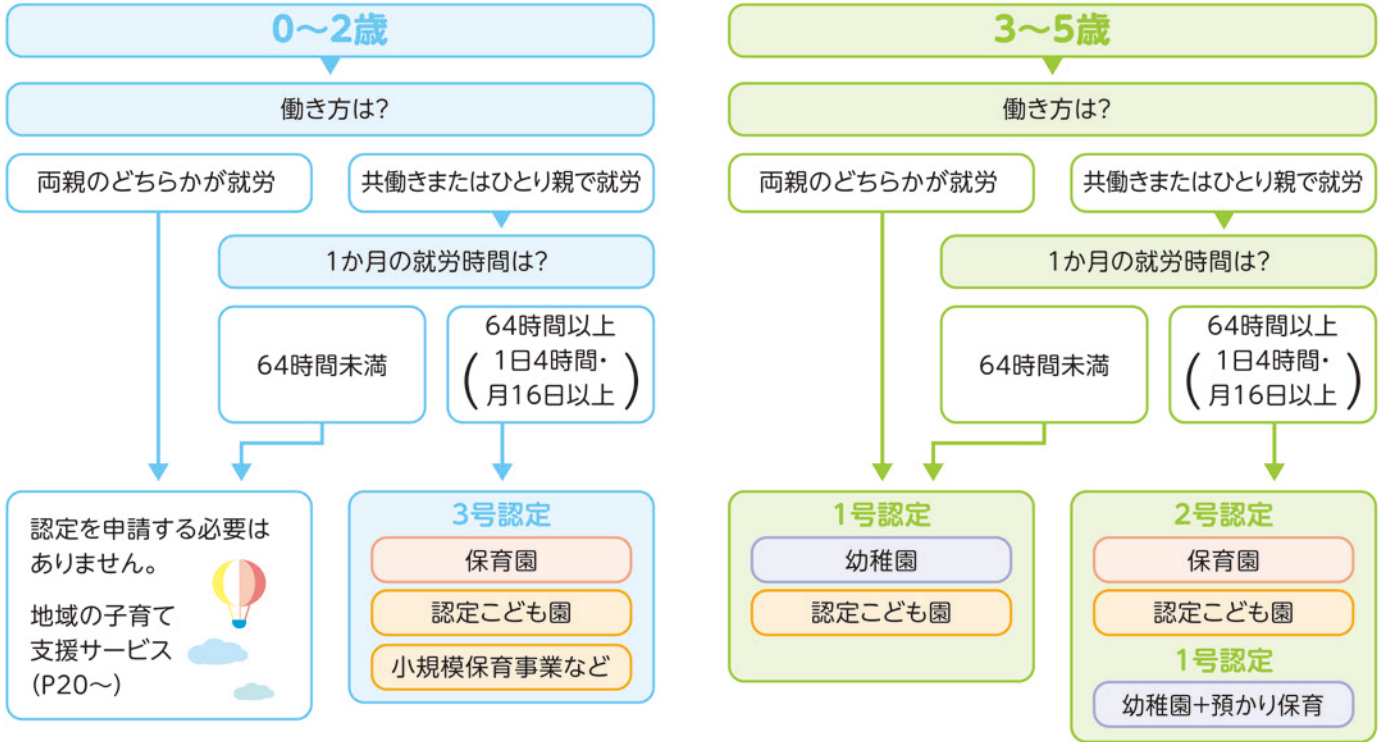 0～2歳
働き方は?
両親のどちらかが就労
共働きまたはひとり親で就労
1か月の就労時間は?
64時間未満
64時間以上
(1日4時間・
月16日以上)
認定を申請する必要は
ありません。
地域の子育て
支援サービス
(P20～)
3号認定
保育園
認定こども園
小規模保育事業など
3～5歳
働き方は?
両親のどちらかが就労
共働きまたはひとり親で就労
1か月の就労時間は?
64時間未満
64時間以上
(1日4時間・
月16日以上)
1号認定
幼稚園
認定こども園
2号認定
保育園
認定こども園
1号認定
幼稚園+預かり保育